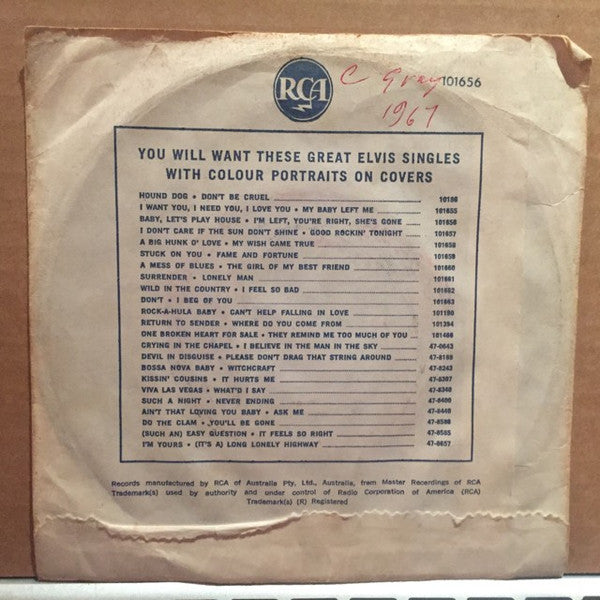 RCA
C Gray 101656
1967
YOU WILL WANT THESE GREAT ELVIS SINGLES
WITH COLOUR PORTRAITS ON COVERS
HOUND DOG • DON'T BE CRUEL 10186
I WANT YOU, I NEED YOU, I LOVE YOU • MY BABY LEFT ME 101655
BABY, LET'S PLAY HOUSE • I'M LEFT, YOU'RE RIGHT, SHE'S GONE 101656
I DON'T CARE IF THE SUN DON'T SHINE • GOOD ROCKIN' TONIGHT 101657
A BIG HUNK O' LOVE • MY WISH CAME TRUE 101658
STUCK ON YOU • FAME AND FORTUNE 101659
A MESS OF BLUES • THE GIRL OF MY BEST FRIEND 101660
SURRENDER • LONELY MAN 101661
WILD IN THE COUNTRY • I FEEL SO BAD 101662
DON'T • I BEG OF YOU 101663
ROCK-A-HULA BABY • CAN'T HELP FALLING IN LOVE 101190
RETURN TO SENDER • WHERE DO YOU COME FROM 101394
ONE BROKEN HEART FOR SALE • THEY REMIND ME TOO MUCH OF YOU 101466
CRYING IN THE CHAPEL • I BELIEVE IN THE MAN IN THE SKY 47-0643
DEVIL IN DISGUISE • PLEASE DON'T DRAG THAT STRING AROUND 47-8188
BOSSA NOVA BABY • WITCHCRAFT 47-8243
KISSIN' COUSINS • IT HURTS ME 47-8307
VIVA LAS VEGAS • WHAT'D I SAY 47-8340
SUCH A NIGHT • NEVER ENDING 47-8400
AIN'T THAT LOVING YOU BABY • ASK ME 47-8440
DO THE CLAM • YOU'LL BE GONE 47-8500
(SUCH AN) EASY QUESTION • IT FEELS SO RIGHT 47-8585
I'M YOURS • (IT'S A) LONG LONELY HIGHWAY 47-8657
Records manufactured by RCA of Australia Pty, Ltd., Australia, from Master Recordings of RCA
Trademark(s) used by authority and under control of Radio Corporation of America (RCA)
Trademark(s) (R) Registered